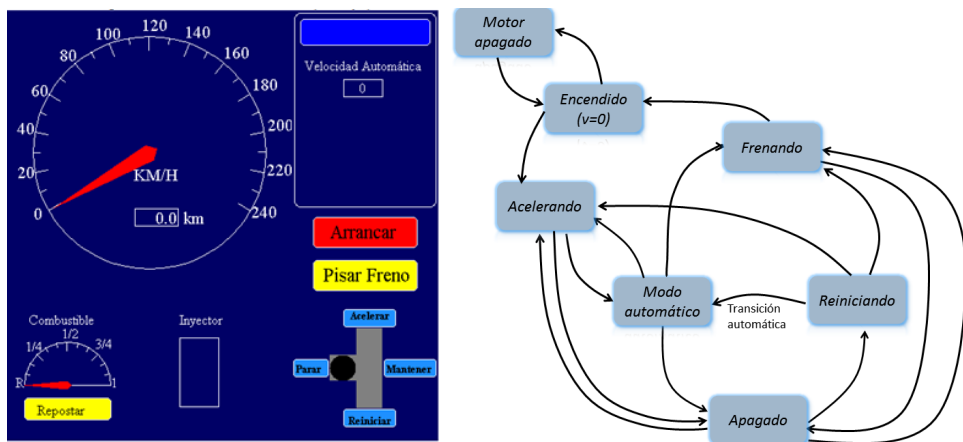 120
100
140
80
160
60
180
40
200
20
220
0
240
KM/H
0.0 km
Velocidad Automática
0
Arrancar
Pisar Freno
Combustible
1/4
1/2
3/4
R
1
Repostar
Inyector
Acelerar
Parar
Mantener
Reiniciar
Motor
apagado
Encendido
(v=0)
Frenando
Acelerando
Modo
automático
Transición
automática
Reiniciando
Apagado